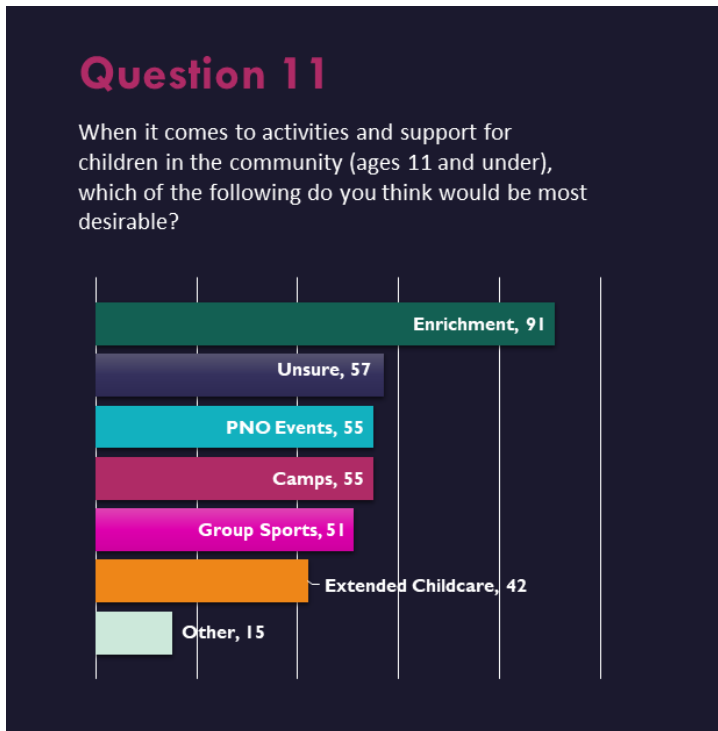 Question 11
When it comes to activities and support for
children in the community (ages 11 and under),
which of the following do you think would be most
desirable?
Enrichment, 91
Unsure, 57
PNO Events, 55
Camps, 55
Group Sports, 51
Extended Childcare, 42
Other, 15